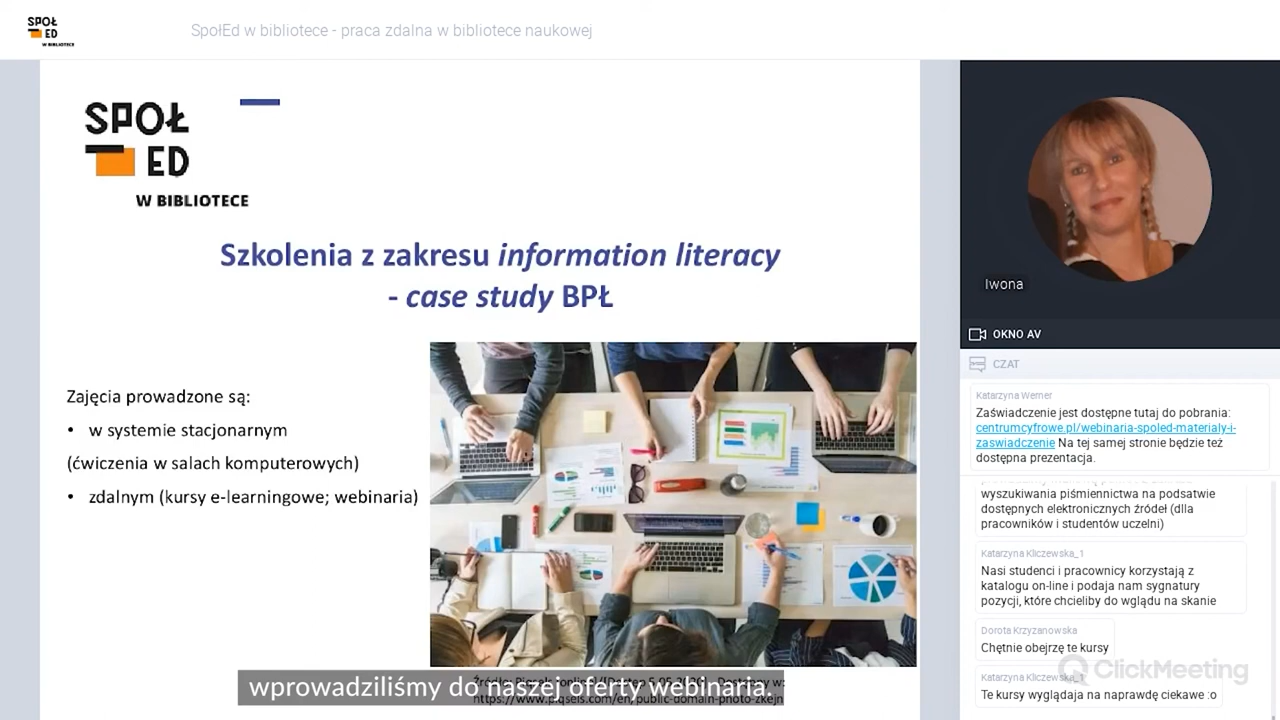 SPOŁ
ED
W BIBLIOTECE
SpołEd w bibliotece - praca zdalna w bibliotece naukowej
SPOŁ
ED
W BIBLIOTECE
Szkolenia z zakresu information literacy
- case study BPŁ
Zajęcia prowadzone są:
• w systemie stacjonarnym
(ćwiczenia w salach komputerowych)
• zdalnym (kursy e-learningowe; webinaria)
wprowadziliśmy do naszej oferty webinaria.
Iwona
OKNO AV
CZAT
Katarzyna Werner
Zaświadczenie jest dostępne tutaj do pobrania:
centrumcyfrowe.pl/webinaria-spoled-materialy-i-
zaswiadczenie Na tej samej stronie będzie też
dostępna prezentacja.
wyszukiwania piśmiennictwa na podsatwie
dostępnych elektronicznych źródeł (dlla
pracowników i studentów uczelni)
Katarzyna Kliczewska_1
Nasi studenci i pracownicy korzystają z
katalogu on-line i podaja nam sygnatury
pozycji, które chcieliby do wglądu na skanie
Dorota Krzyzanowska
Chętnie obejrzę te kursy
ClickMeeting
Katarzyna Kliczewska_1
Te kursy wyglądaja na naprawdę ciekawe :o